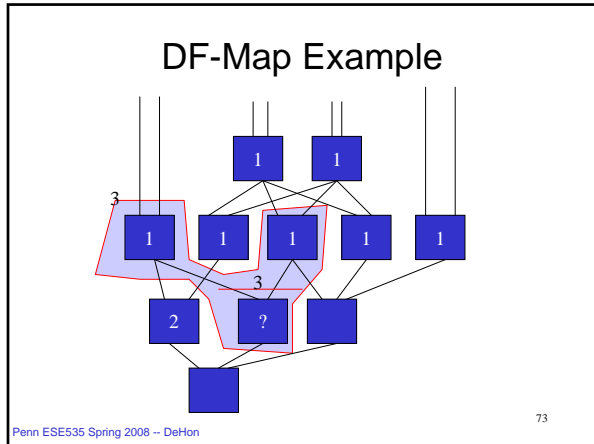 DF-Map Example
1 1
3
1 1 1 1 1
3
2 ?
73
Penn ESE535 Spring 2008 -- DeHon